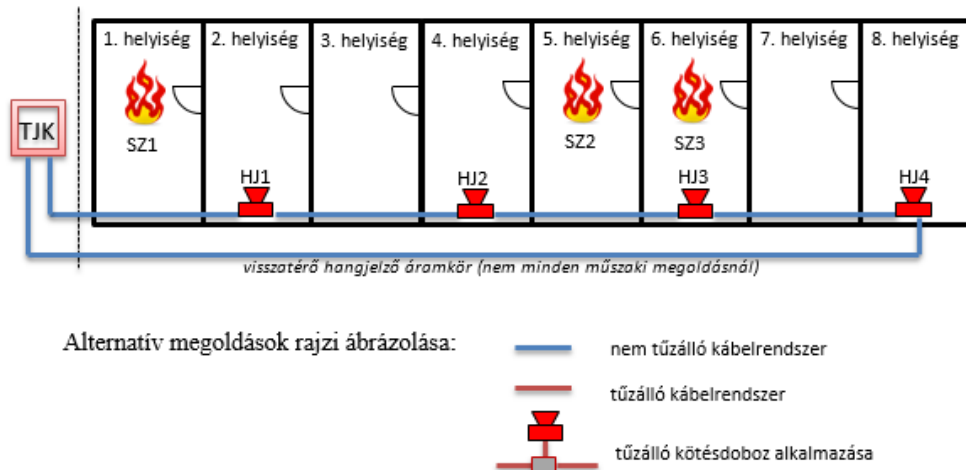 1. helyiség 2. helyiség 3. helyiség 4. helyiség 5. helyiség 6. helyiség 7. helyiség 8. helyiség
TJK
SZ1 SZ2 SZ3
HJ1 HJ2 HJ3 HJ4
visszatérő hangjelző áramkör (nem minden műszaki megoldásnál)
Alternatív megoldások rajzi ábrázolása:
nem tűzálló kábelrendszer
tűzálló kábelrendszer
tűzálló kötésdoboz alkalmazása